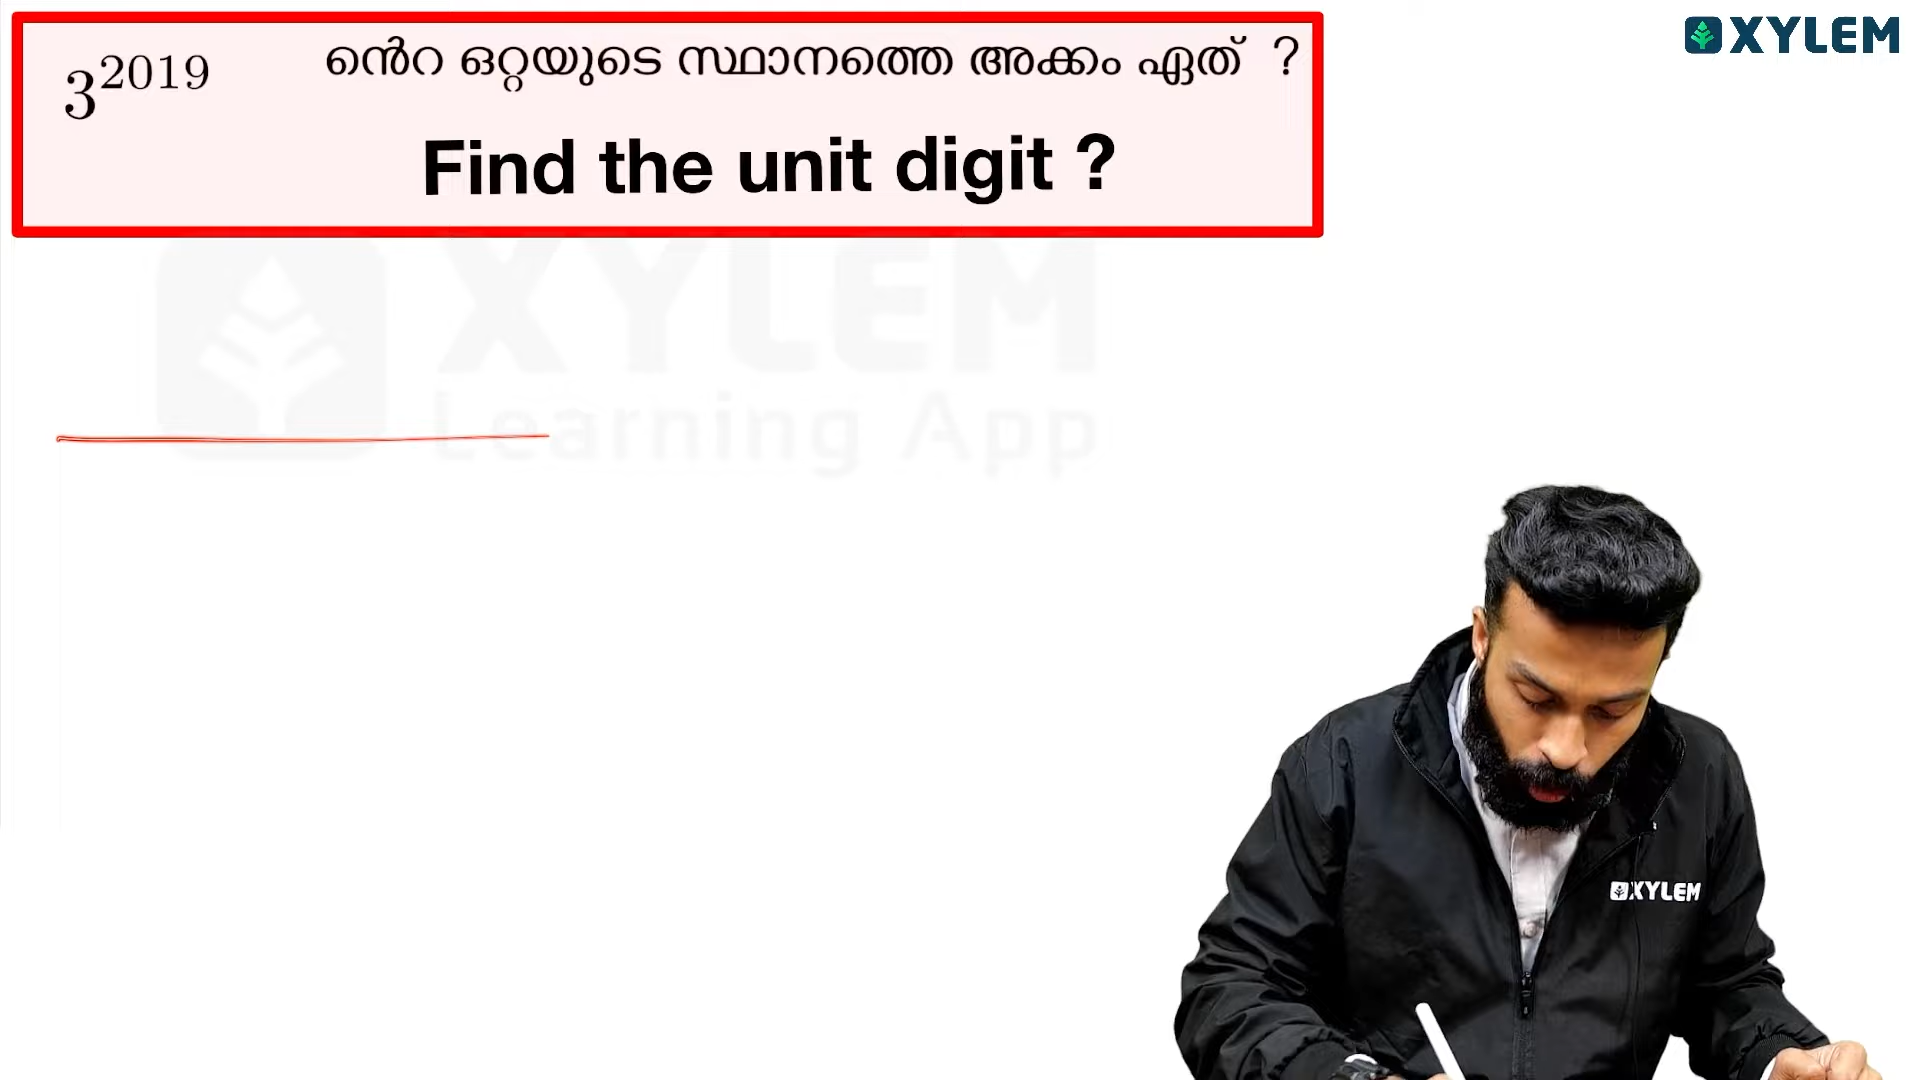 3^2019 ൻെറ ഒറ്റയുടെ സ്ഥാനത്തെ അക്കം ഏത് ?
Find the unit digit ?
XYLEM
XYLEM
Learning App
XYLEM